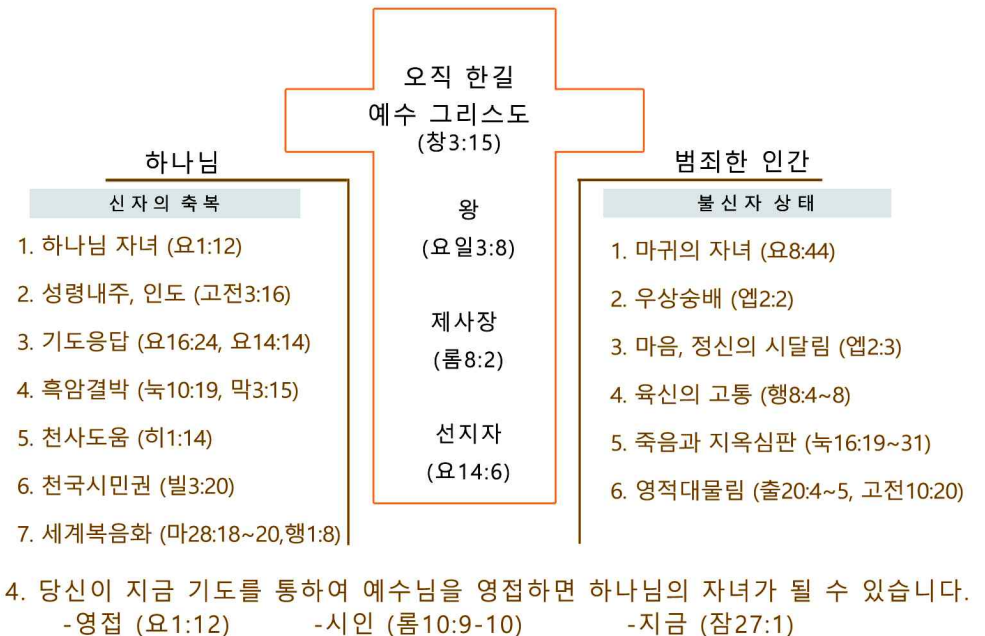 오직 한길
예수 그리스도
(창3:15)
왕
(요일3:8)
제사장
(롬8:2)
선지자
(요14:6)
하나님
신자의 축복
1. 하나님 자녀 (요1:12)
2. 성령내주, 인도 (고전3:16)
3. 기도응답 (요16:24, 요14:14)
4. 흑암결박 (눅10:19, 막3:15)
5. 천사도움 (히1:14)
6. 천국시민권 (빌3:20)
7. 세계복음화 (마28:18~20,행1:8)
범죄한 인간
불신자 상태
1. 마귀의 자녀 (요8:44)
2. 우상숭배 (엡2:2)
3. 마음, 정신의 시달림 (엡2:3)
4. 육신의 고통 (행8:4~8)
5. 죽음과 지옥심판 (눅16:19~31)
6. 영적대물림 (출20:4~5, 고전10:20)
4. 당신이 지금 기도를 통하여 예수님을 영접하면 하나님의 자녀가 될 수 있습니다.
-영접 (요1:12) -시인 (롬10:9-10) -지금 (잠27:1)